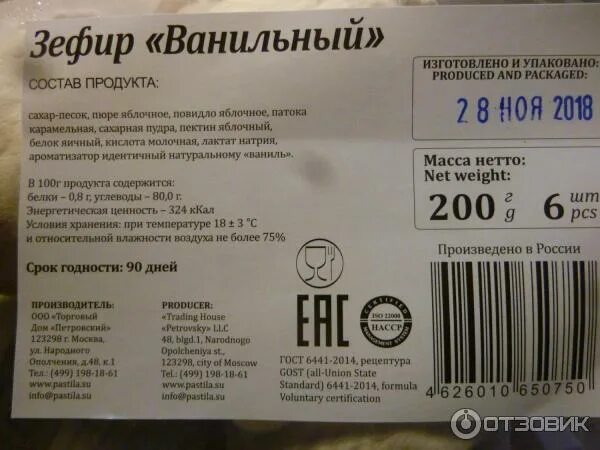 Зефир «Ванильный»
СОСТАВ ПРОДУКТА:
сахар-песок, пюре яблочное, повидло яблочное, патока
карамельная, сахарная пудра, пектин яблочный,
белок яичный, кислота молочная, лактат натрия,
ароматизатор идентичный натуральному «ваниль».
В 100г продукта содержится:
белки – 0,8 г, углеводы – 80,0 г.
Энергетическая ценность – 324 кКал
Условия хранения: при температуре 18 ± 3 °С
и относительной влажности воздуха не более 75%
Срок годности: 90 дней
ПРОИЗВОДИТЕЛЬ:
ООО «Торговый
Дом «Петровский»
123298 г. Москва,
ул. Народного
Ополчения, д.48, к.1
Тел.: (499) 198-18-61
www.pastila.su
info@pastila.su
PRODUCER:
«Trading House
«Petrovsky» LLC
48, blgd.1, Narodnogo
Opolcheniya st.,
123298, city of Moscow
Tel.: (499) 198-18-61
www.pastila.su
info@pastila.su
ИЗГОТОВЛЕНО И УПАКОВАНО:
PRODUCED AND PACKAGED:
28 НОЯ 2018
Масса нетто:
Net weight:
200 г 6 шт
g pcs
Произведено в России
EAC
CERTIFIED
ISO 22000
HACCP
MANAGEMENT SYSTEM
ГОСТ 6441-2014, рецептура
GOST (all-Union State
Standard) 6441-2014, formula
Voluntary certification
4 626010 650750
ОТЗОВИК